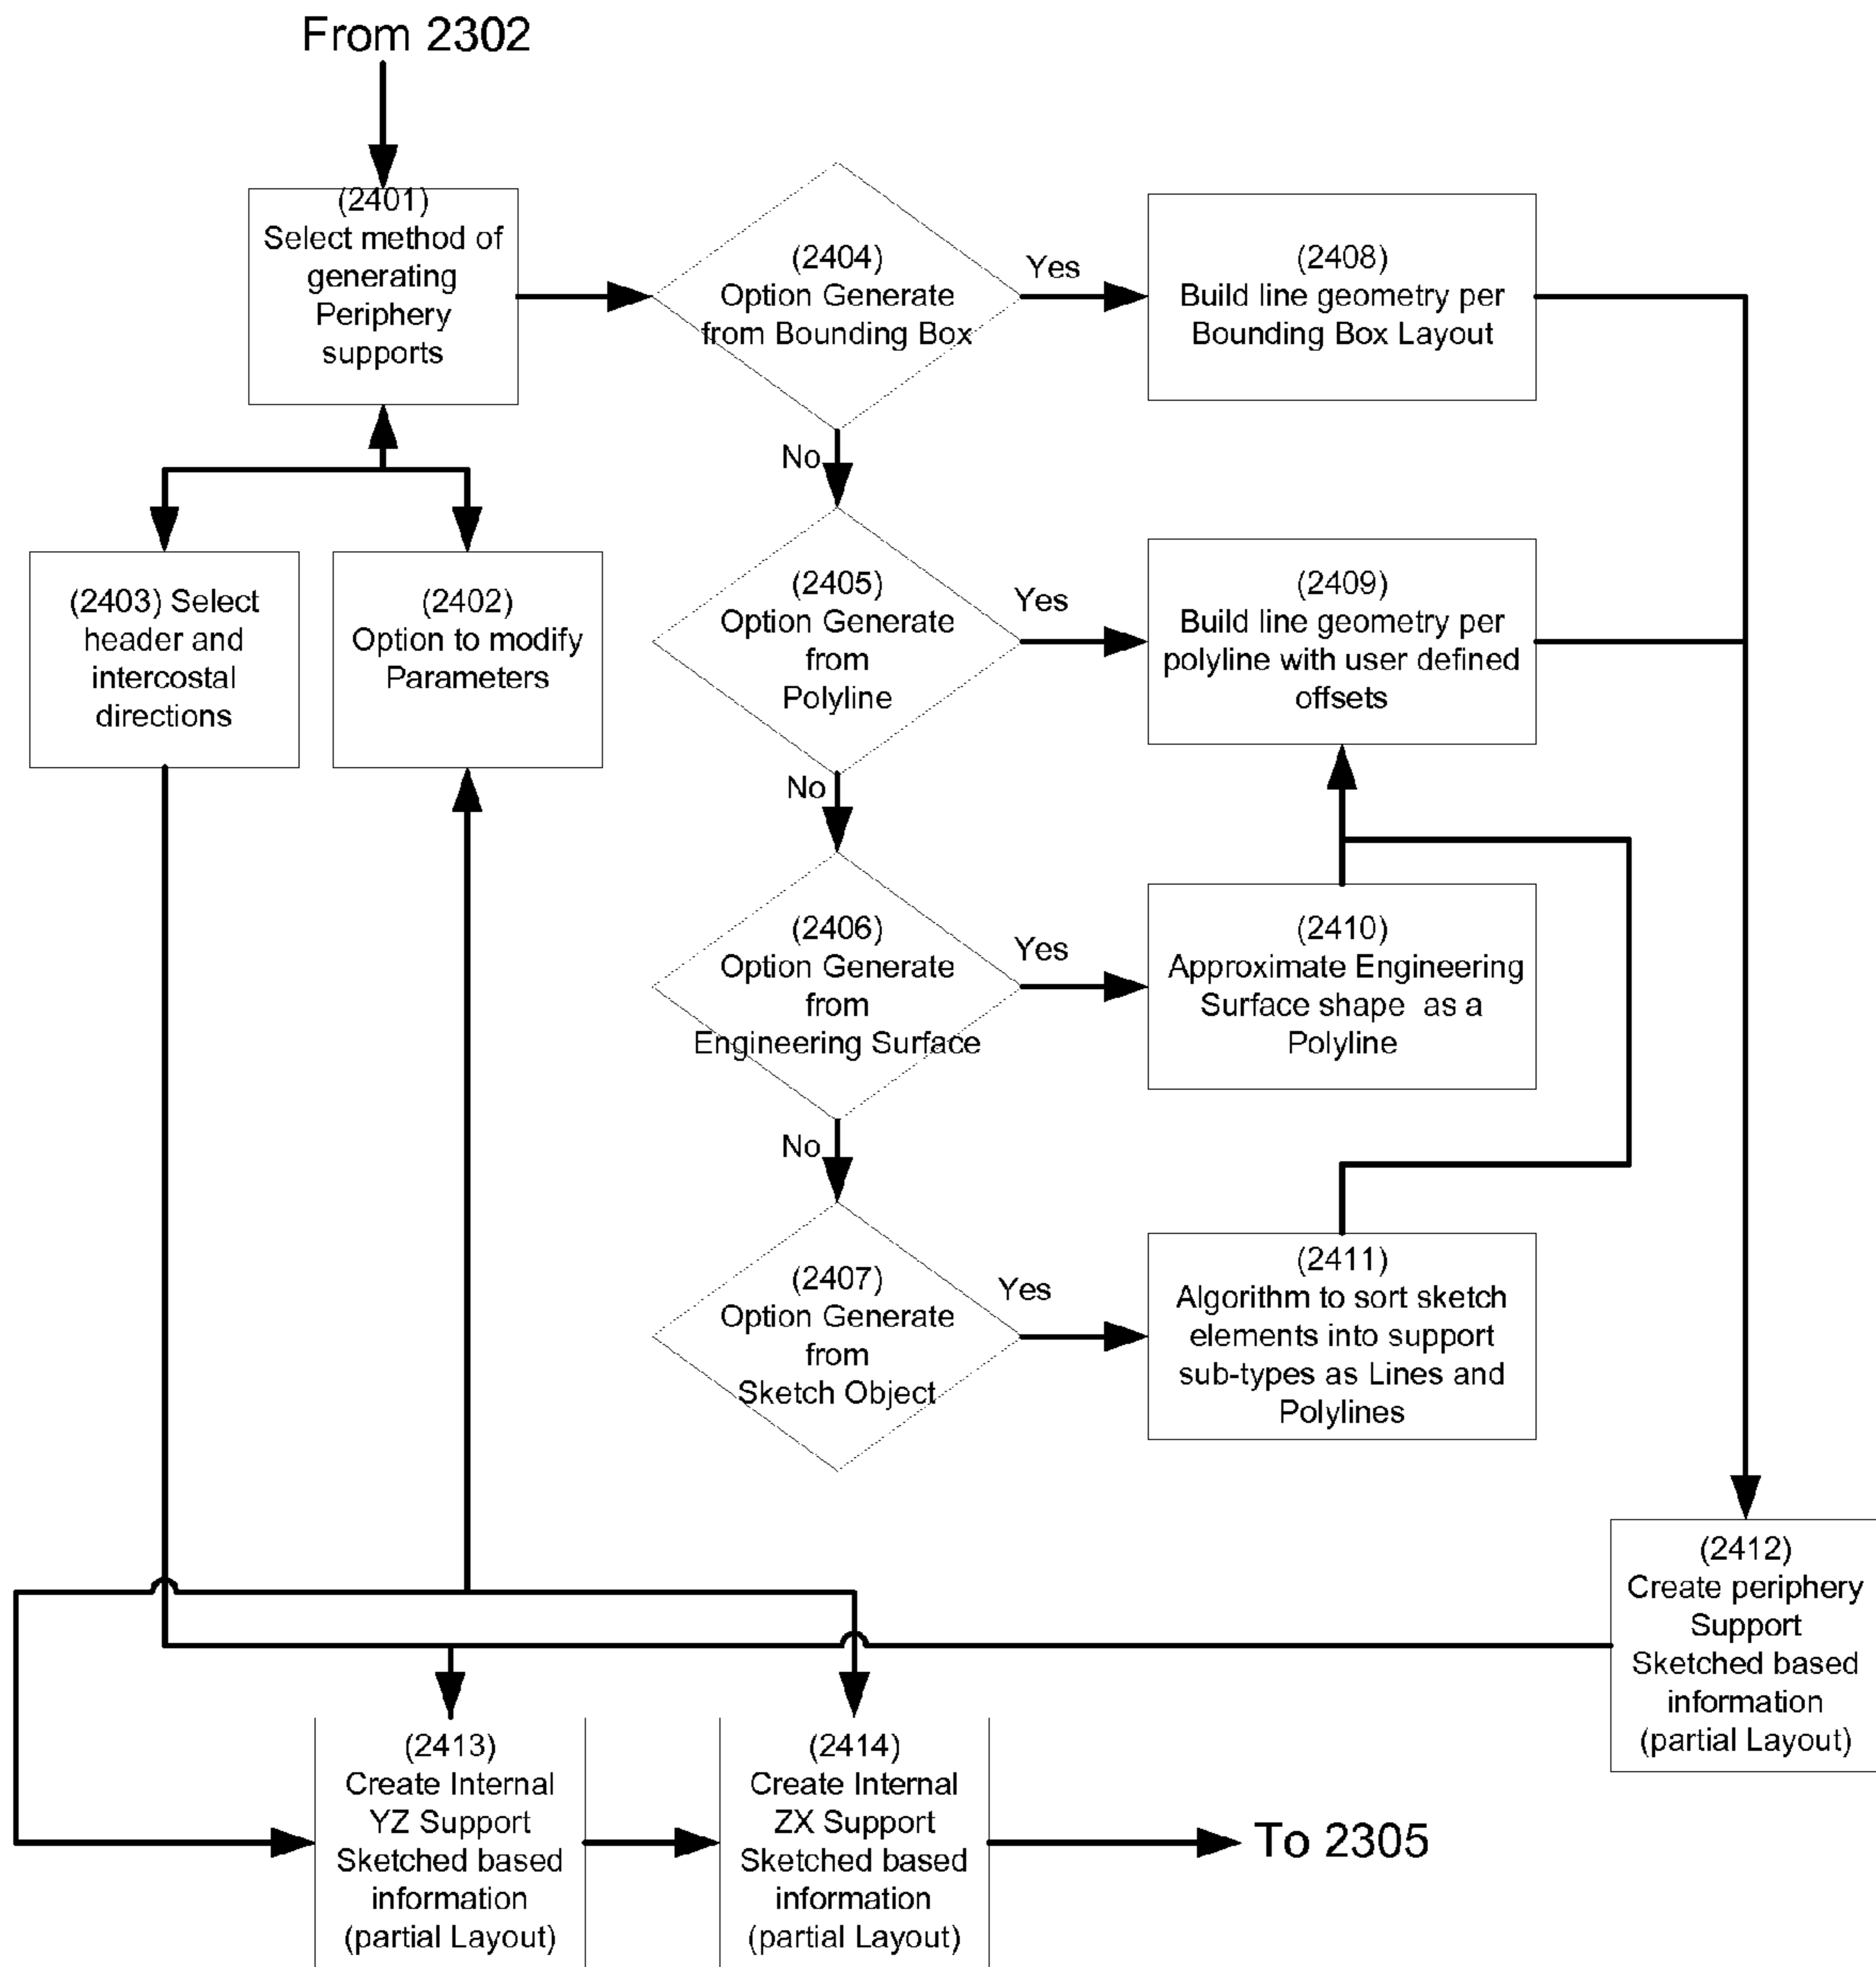 From 2302
(2401)
Select method of
generating
Periphery
supports
(2404)
Option Generate
from Bounding Box
Yes
(2408)
Build line geometry per
Bounding Box Layout
No
(2403) Select
header and
intercostal
directions
(2402)
Option to modify
Parameters
(2405)
Option Generate
from
Polyline
Yes
(2409)
Build line geometry per
polyline with user defined
offsets
No
(2406)
Option Generate
from
Engineering Surface
Yes
(2410)
Approximate Engineering
Surface shape as a
Polyline
No
(2407)
Option Generate
from
Sketch Object
Yes
(2411)
Algorithm to sort sketch
elements into support
sub-types as Lines and
Polylines
(2412)
Create periphery
Support
Sketched based
information
(partial Layout)
(2413)
Create Internal
YZ Support
Sketched based
information
(partial Layout)
(2414)
Create Internal
ZX Support
Sketched based
information
(partial Layout)
To 2305